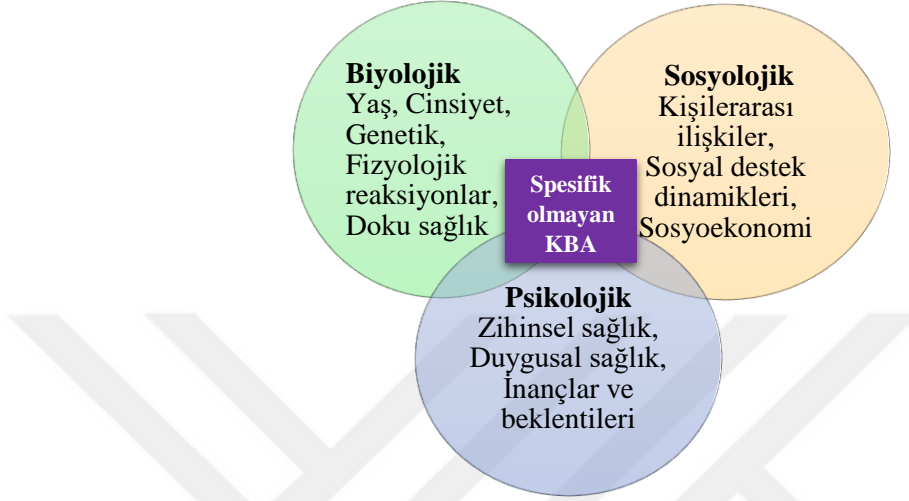 Biyolojik
Yaş, Cinsiyet,
Genetik,
Fizyolojik
reaksiyonlar,
Doku sağlık
Sosyolojik
Kişilerarası
ilişkiler,
Sosyal destek
dinamikleri,
Sosyoekonomi
Spesifik
olmayan
KBA
Psikolojik
Zihinsel sağlık,
Duygusal sağlık,
İnançlar ve
beklentileri